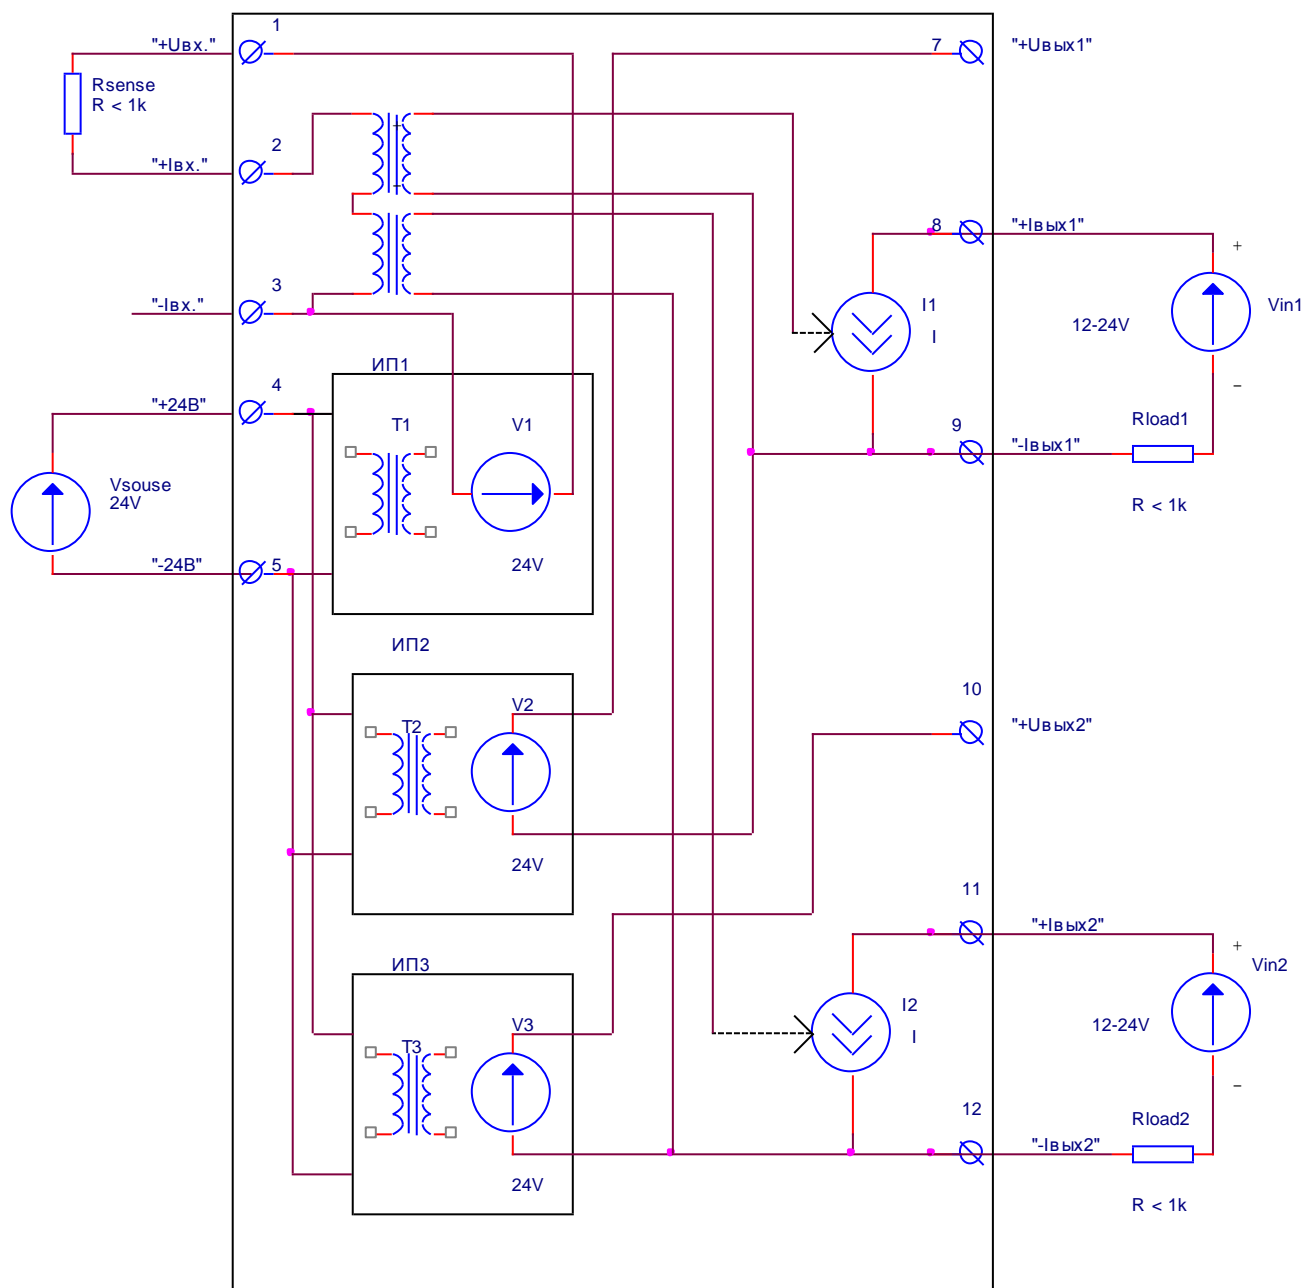 1
"+Uвх."
Rsense
R < 1k
2
"+Iвх."
3
"-Iвх."
4
"+24В"
Vsouse
24V
"-24В"
5
ИП1
T1
V1
24V
ИП2
T2
V2
24V
ИП3
T3
V3
24V
7
"+Uвых1"
8
"+Iвых1"
I1
I
+
Vin1
12-24V
−
9
"-Iвых1"
Rload1
R < 1k
10
"+Uвых2"
11
"+Iвых2"
I2
I
+
Vin2
12-24V
−
12
"-Iвых2"
Rload2
R < 1k